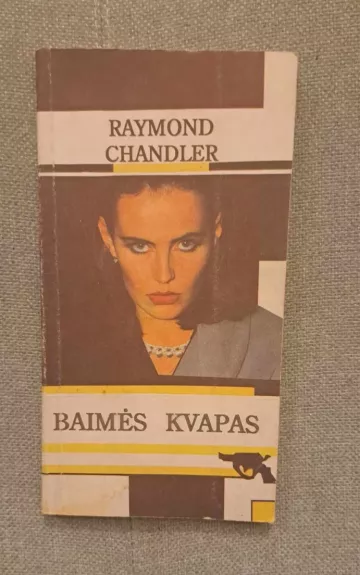 RAYMOND
CHANDLER
BAIMĖS KVAPAS